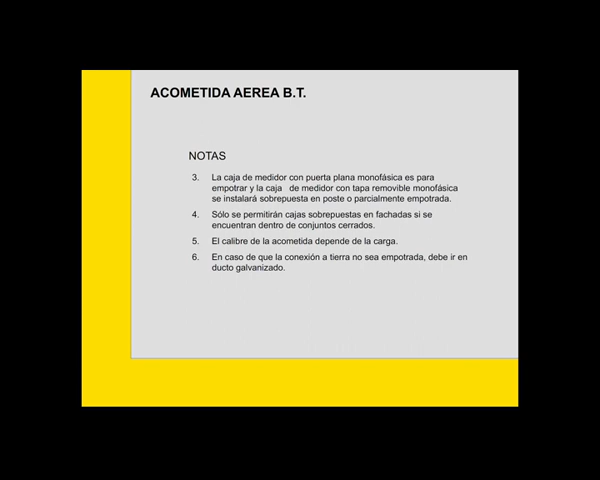 ACOMETIDA AEREA B.T.
NOTAS
3. La caja de medidor con puerta plana monofásica es para
empotrar y la caja de medidor con tapa removible monofásica
se instalará sobrepuesta en poste o parcialmente empotrada.
4. Sólo se permitirán cajas sobrepuestas en fachadas si se
encuentran dentro de conjuntos cerrados.
5. El calibre de la acometida depende de la carga.
6. En caso de que la conexión a tierra no sea empotrada, debe ir en
ducto galvanizado.